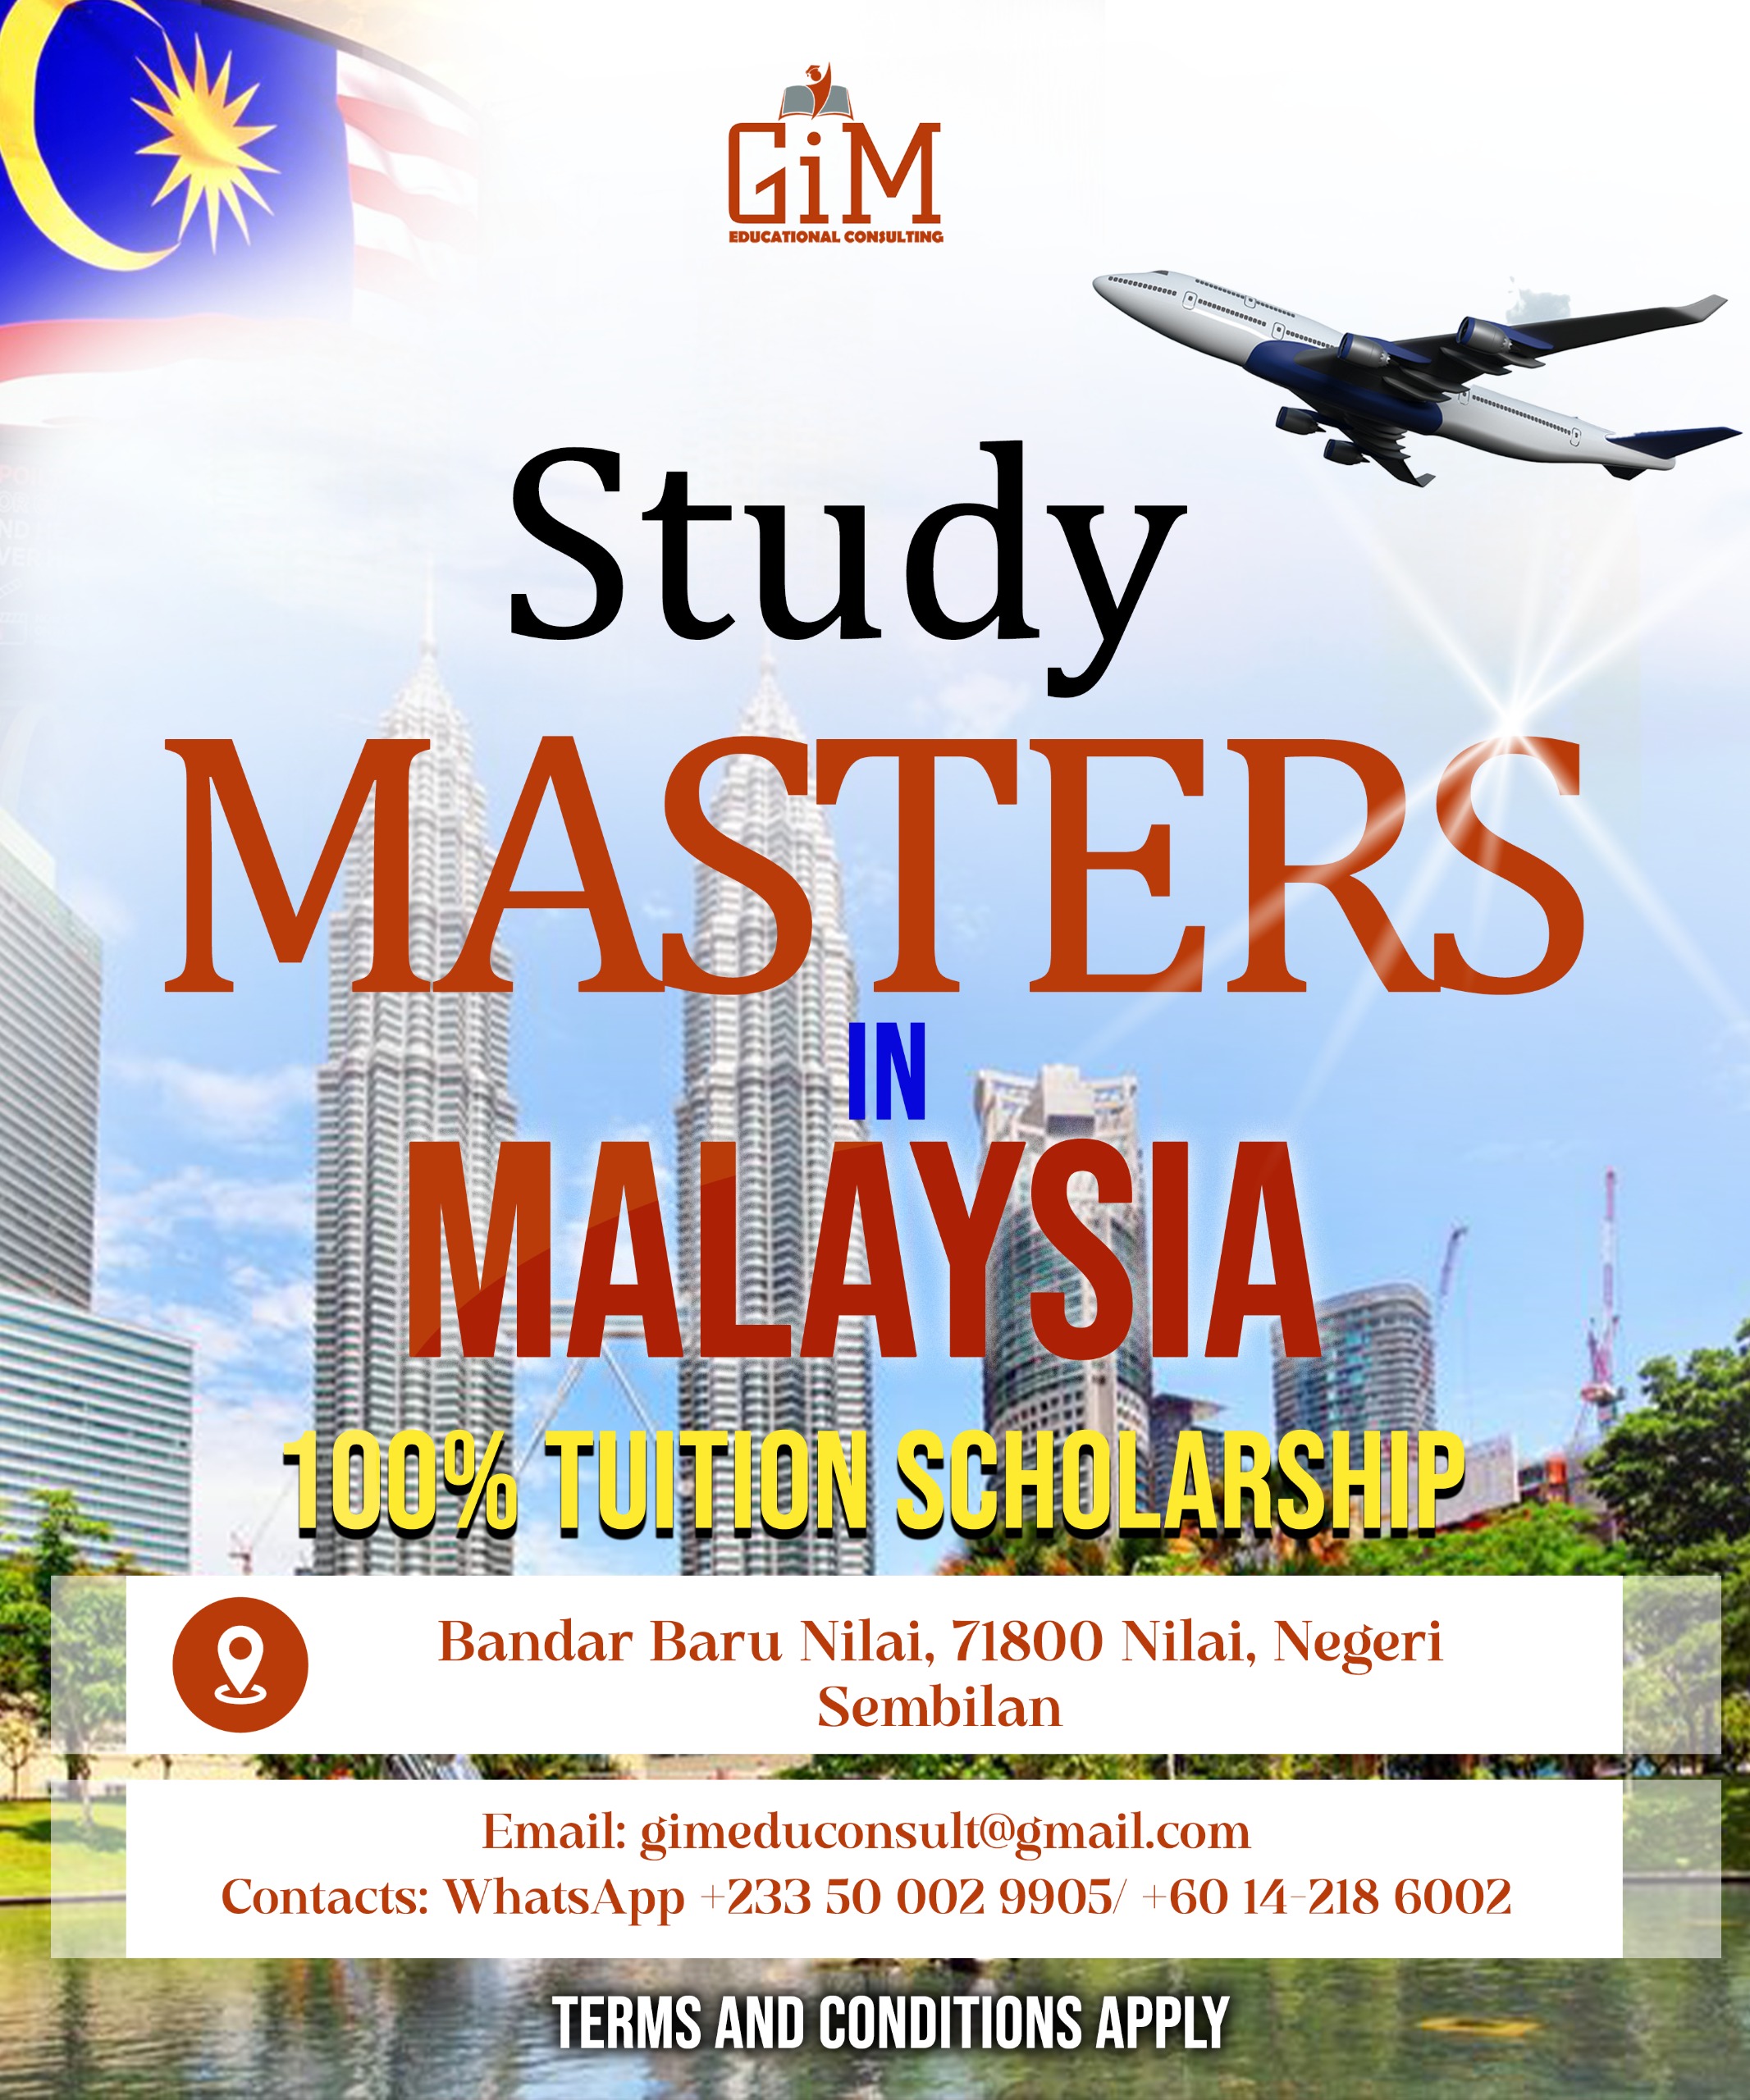 GiM
EDUCATIONAL CONSULTING
Study
MASTERS
IN
MALAYSIA
100% TUITION SCHOLARSHIP
Bandar Baru Nilai, 71800 Nilai, Negeri
Sembilan
Email: gimeduconsult@gmail.com
Contacts: WhatsApp +233 50 002 9905/ +60 14-218 6002
TERMS AND CONDITIONS APPLY